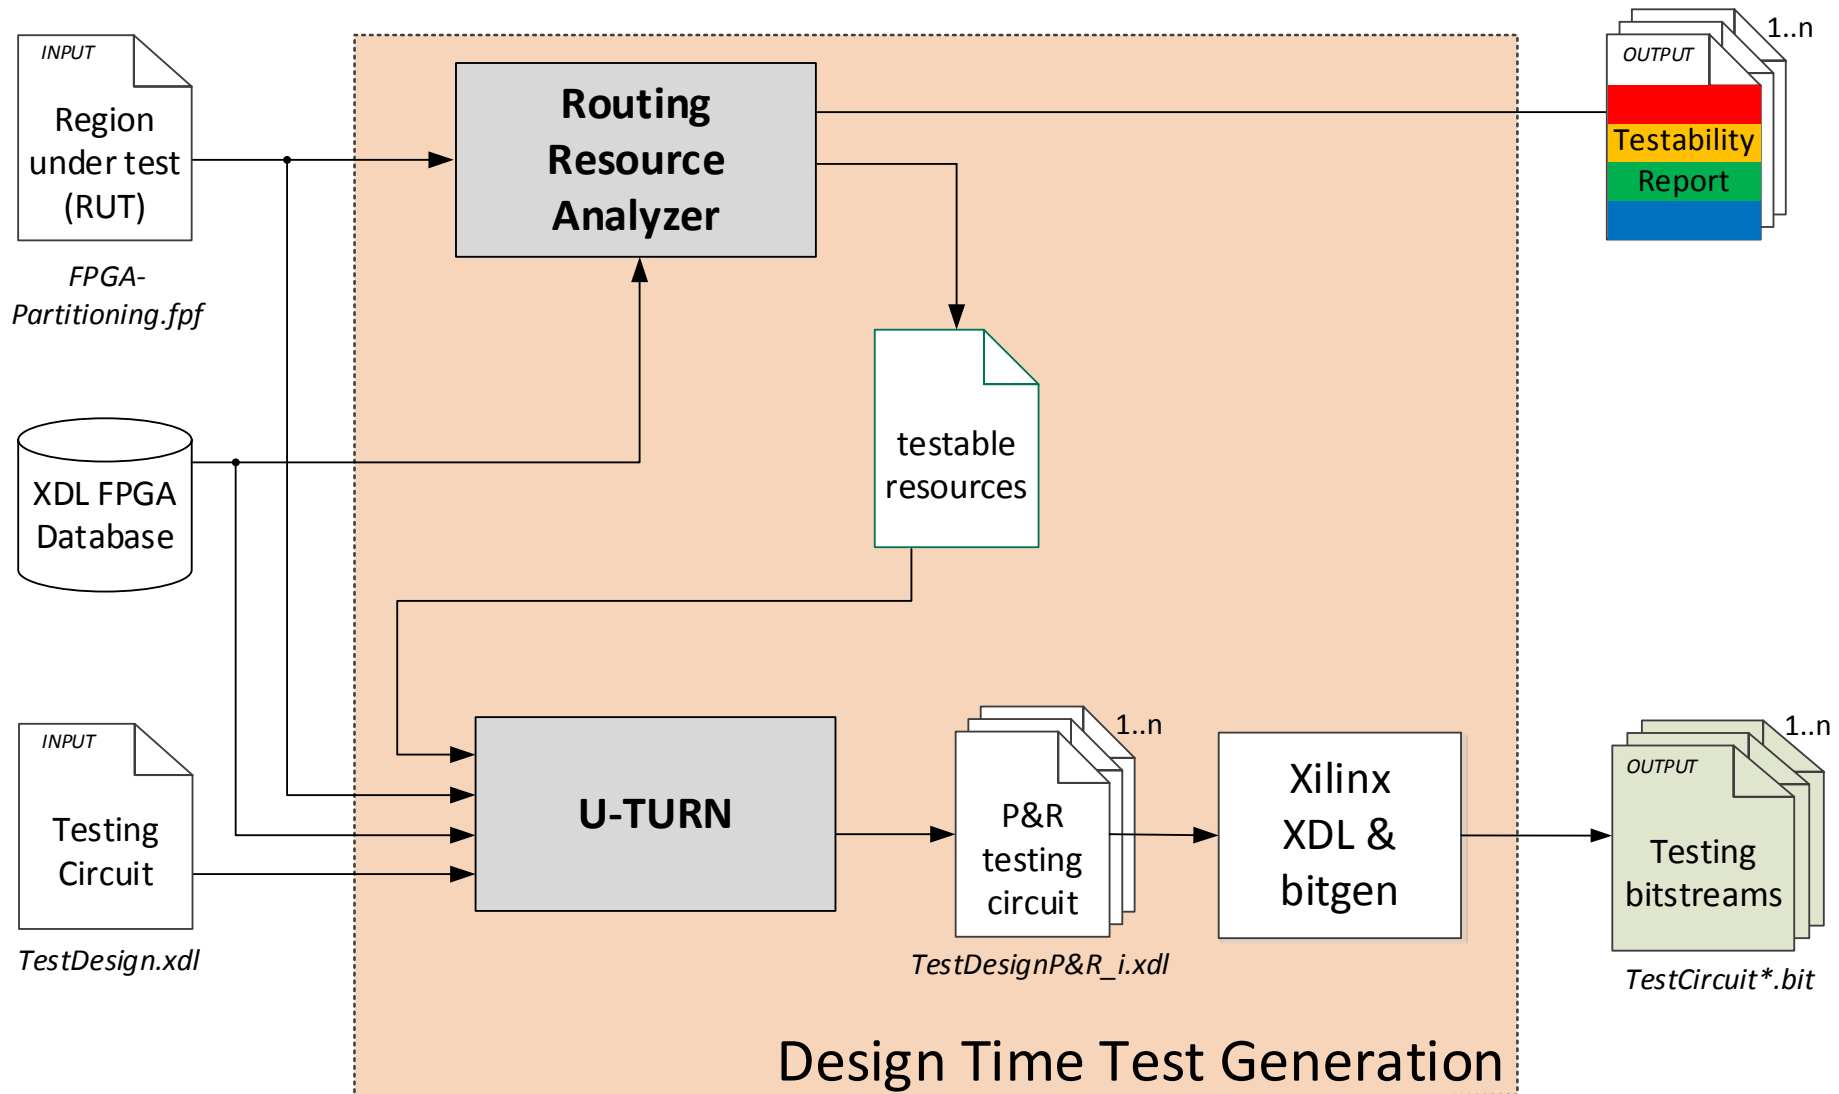 INPUT
Region
under test
(RUT)
FPGA-
Partitioning.fpf
Routing
Resource
Analyzer
1..n
OUTPUT
Testability
Report
XDL FPGA
Database
testable
resources
INPUT
Testing
Circuit
TestDesign.xdl
U-TURN
1..n
P&R
testing
circuit
TestDesignP&R_i.xdl
Xilinx
XDL &
bitgen
1..n
OUTPUT
Testing
bitstreams
TestCircuit*.bit
Design Time Test Generation